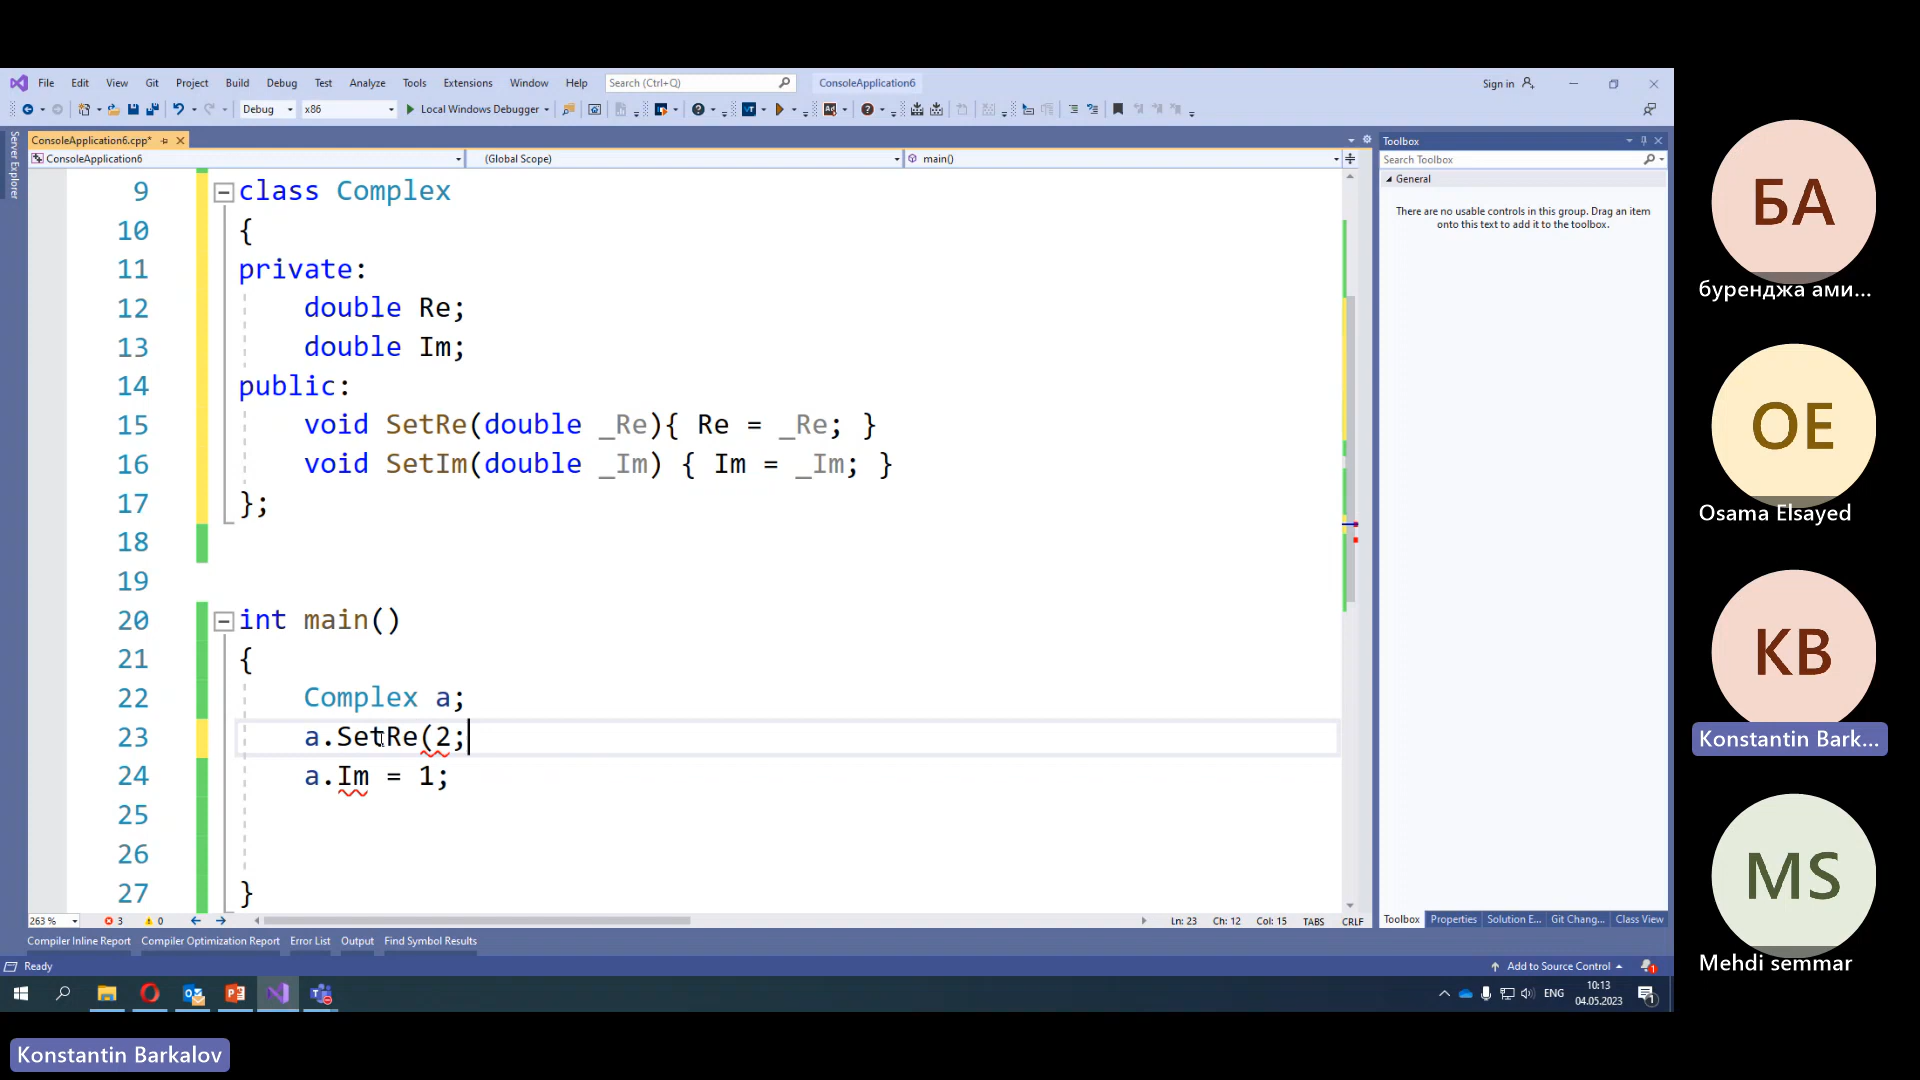 File Edit View Git Project Build Debug Test Analyze Tools Extensions Window Help Search (Ctrl+Q) ConsoleApplication6 Sign in
Debug x86 Local Windows Debugger
Server Explorer
ConsoleApplication6.cpp*
ConsoleApplication6 (Global Scope) main()
9 class Complex
10 {
11 private:
12 double Re;
13 double Im;
14 public:
15 void SetRe(double _Re){ Re = _Re; }
16 void SetIm(double _Im) { Im = _Im; }
17 };
18
19
20 int main()
21 {
22 Complex a;
23 a.SetRe(2;
24 a.Im = 1;
25
26
27 }
263 % 3 0 Ln: 23 Ch: 12 Col: 15 TABS CRLF
Toolbox
Search Toolbox
General
There are no usable controls in this group. Drag an item
onto this text to add it to the toolbox.
Toolbox Properties Solution E... Git Chang... Class View
Compiler Inline Report Compiler Optimization Report Error List Output Find Symbol Results
Ready Add to Source Control 1
ENG 10:13
04.05.2023
1
БА
буренджа ами...
OE
Osama Elsayed
KB
Konstantin Bark...
MS
Mehdi semmar
Konstantin Barkalov